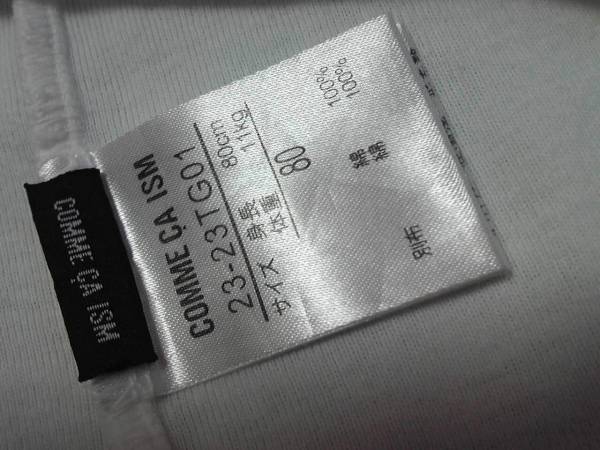 COMME ÇA ISM
COMME ÇA ISM
23-23TG01
サイズ
身長 80cm
体重 11kg
80
綿 100%
別布 綿 100%